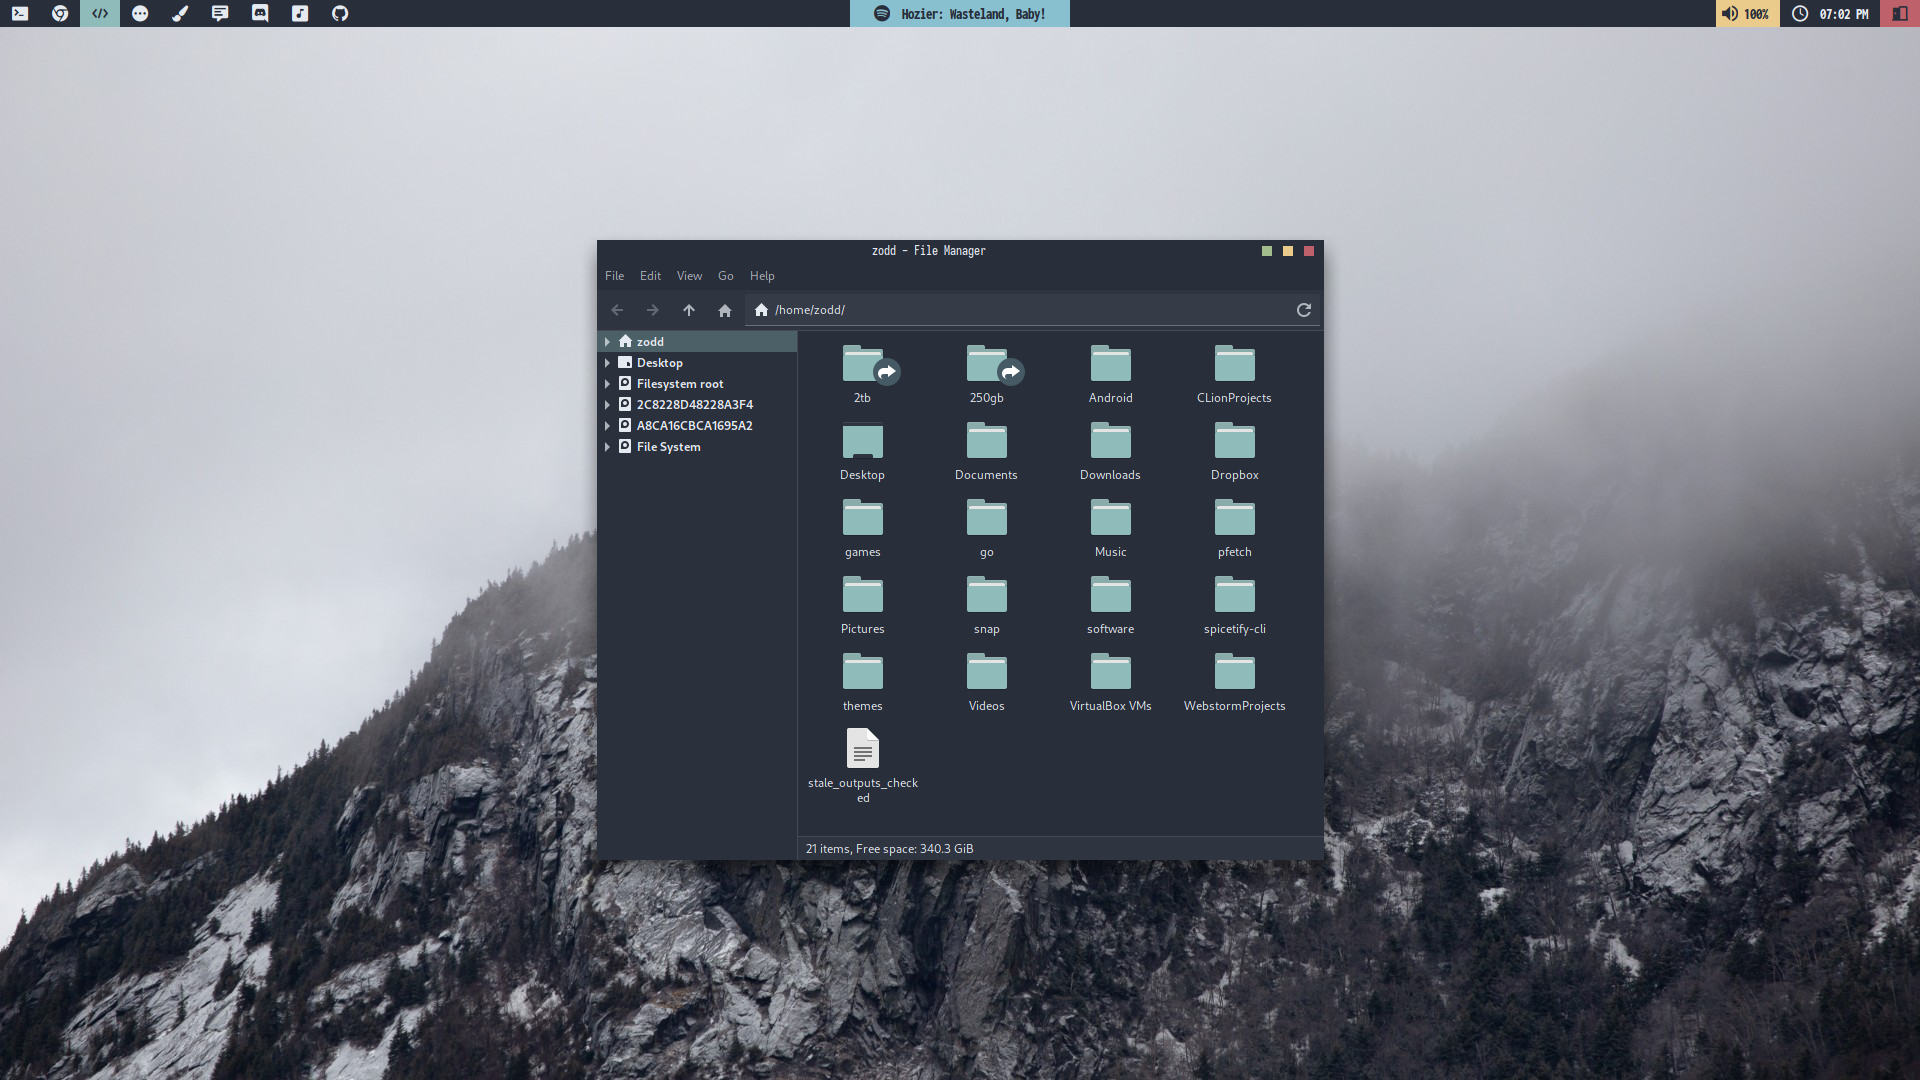 Hozier: Wasteland, Baby!
100%
07:02 PM
zodd - File Manager
File Edit View Go Help
/home/zodd/
zodd
Desktop
Filesystem root
2C8228D48228A3F4
A8CA16CBCA1695A2
File System
2tb 250gb Android CLionProjects
Desktop Documents Downloads Dropbox
games go Music pfetch
Pictures snap software spicetify-cli
themes Videos VirtualBox VMs WebstormProjects
stale_outputs_check
ed
21 items, Free space: 340.3 GiB